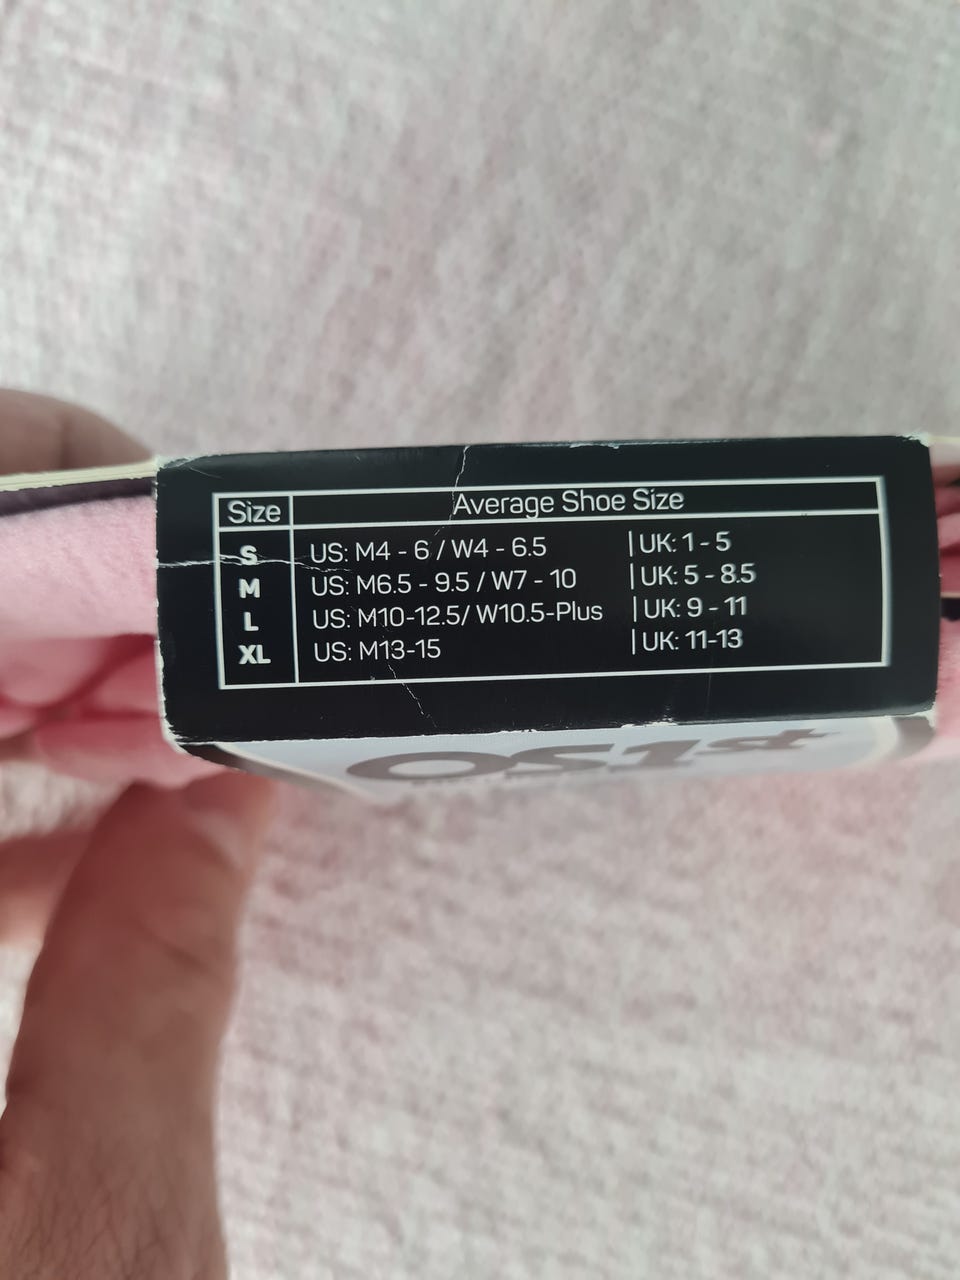 Size Average Shoe Size
S US: M4 - 6 / W4 - 6.5 | UK: 1 - 5
M US: M6.5 - 9.5 / W7 - 10 | UK: 5 - 8.5
L US: M10-12.5/ W10.5-Plus | UK: 9 - 11
XL US: M13-15 | UK: 11-13
OS1st